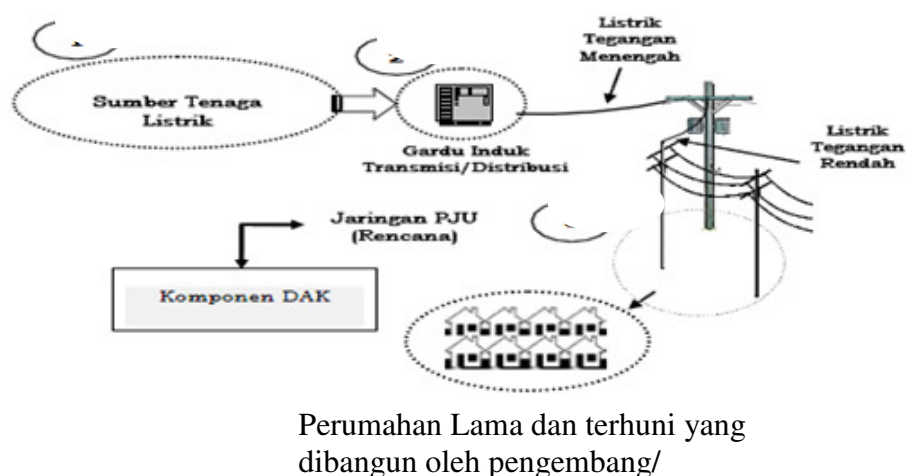 Listrik
Tegangan
Menengah
Sumber Tenaga
Listrik
Gardu Induk
Transmisi/Distribusi
Listrik
Tegangan
Rendah
Jaringan PJU
(Rencana)
Komponen DAK
Perumahan Lama dan terhuni yang
dibangun oleh pengembang/